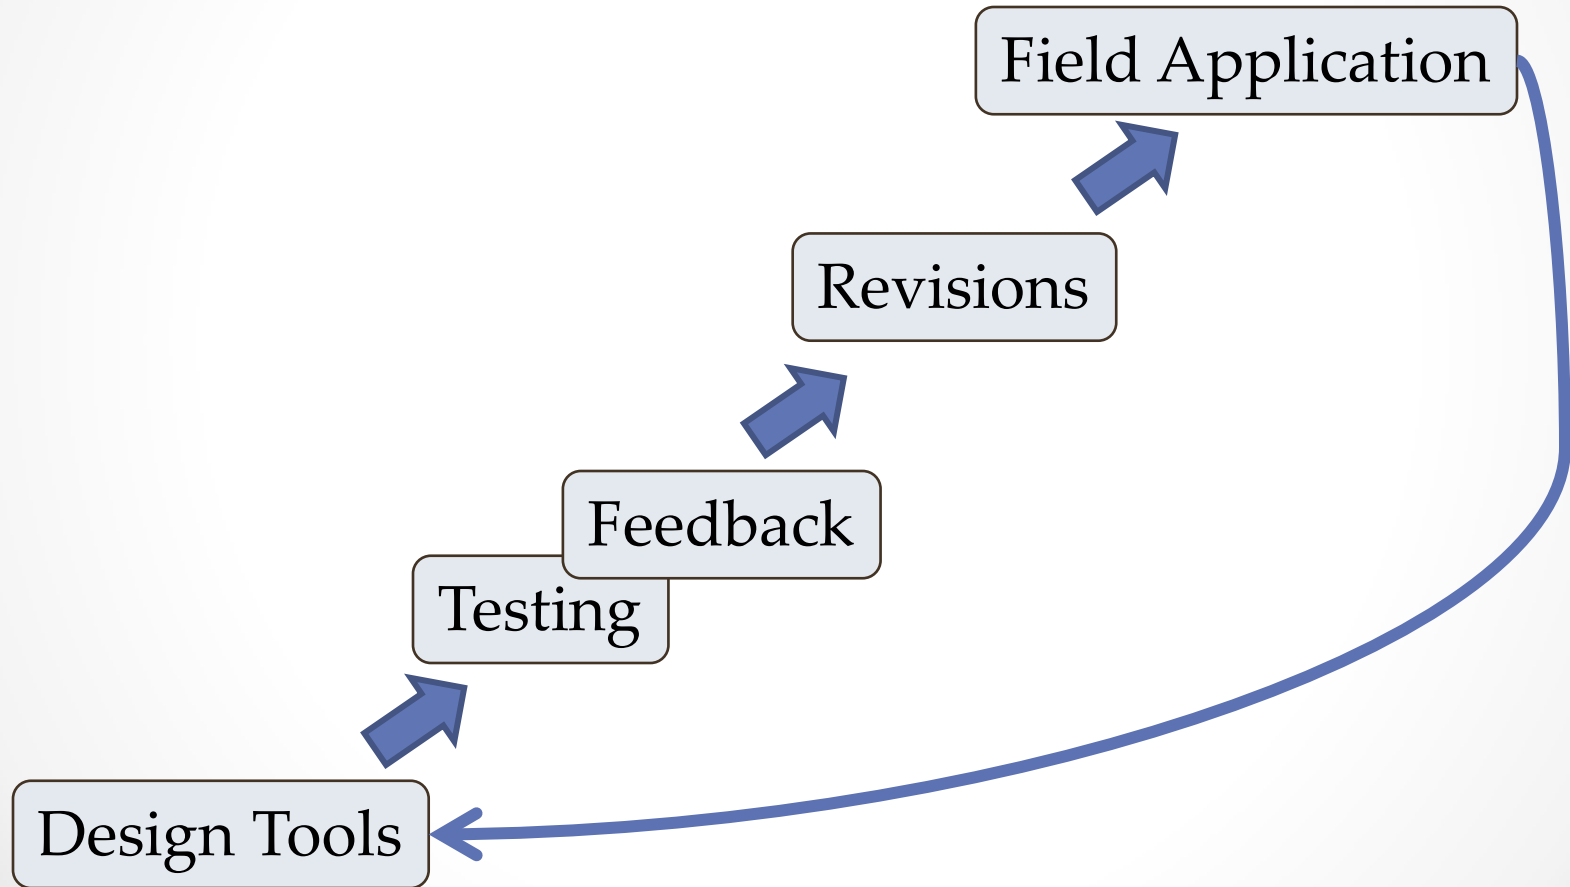 Field Application
Revisions
Feedback
Testing
Design Tools